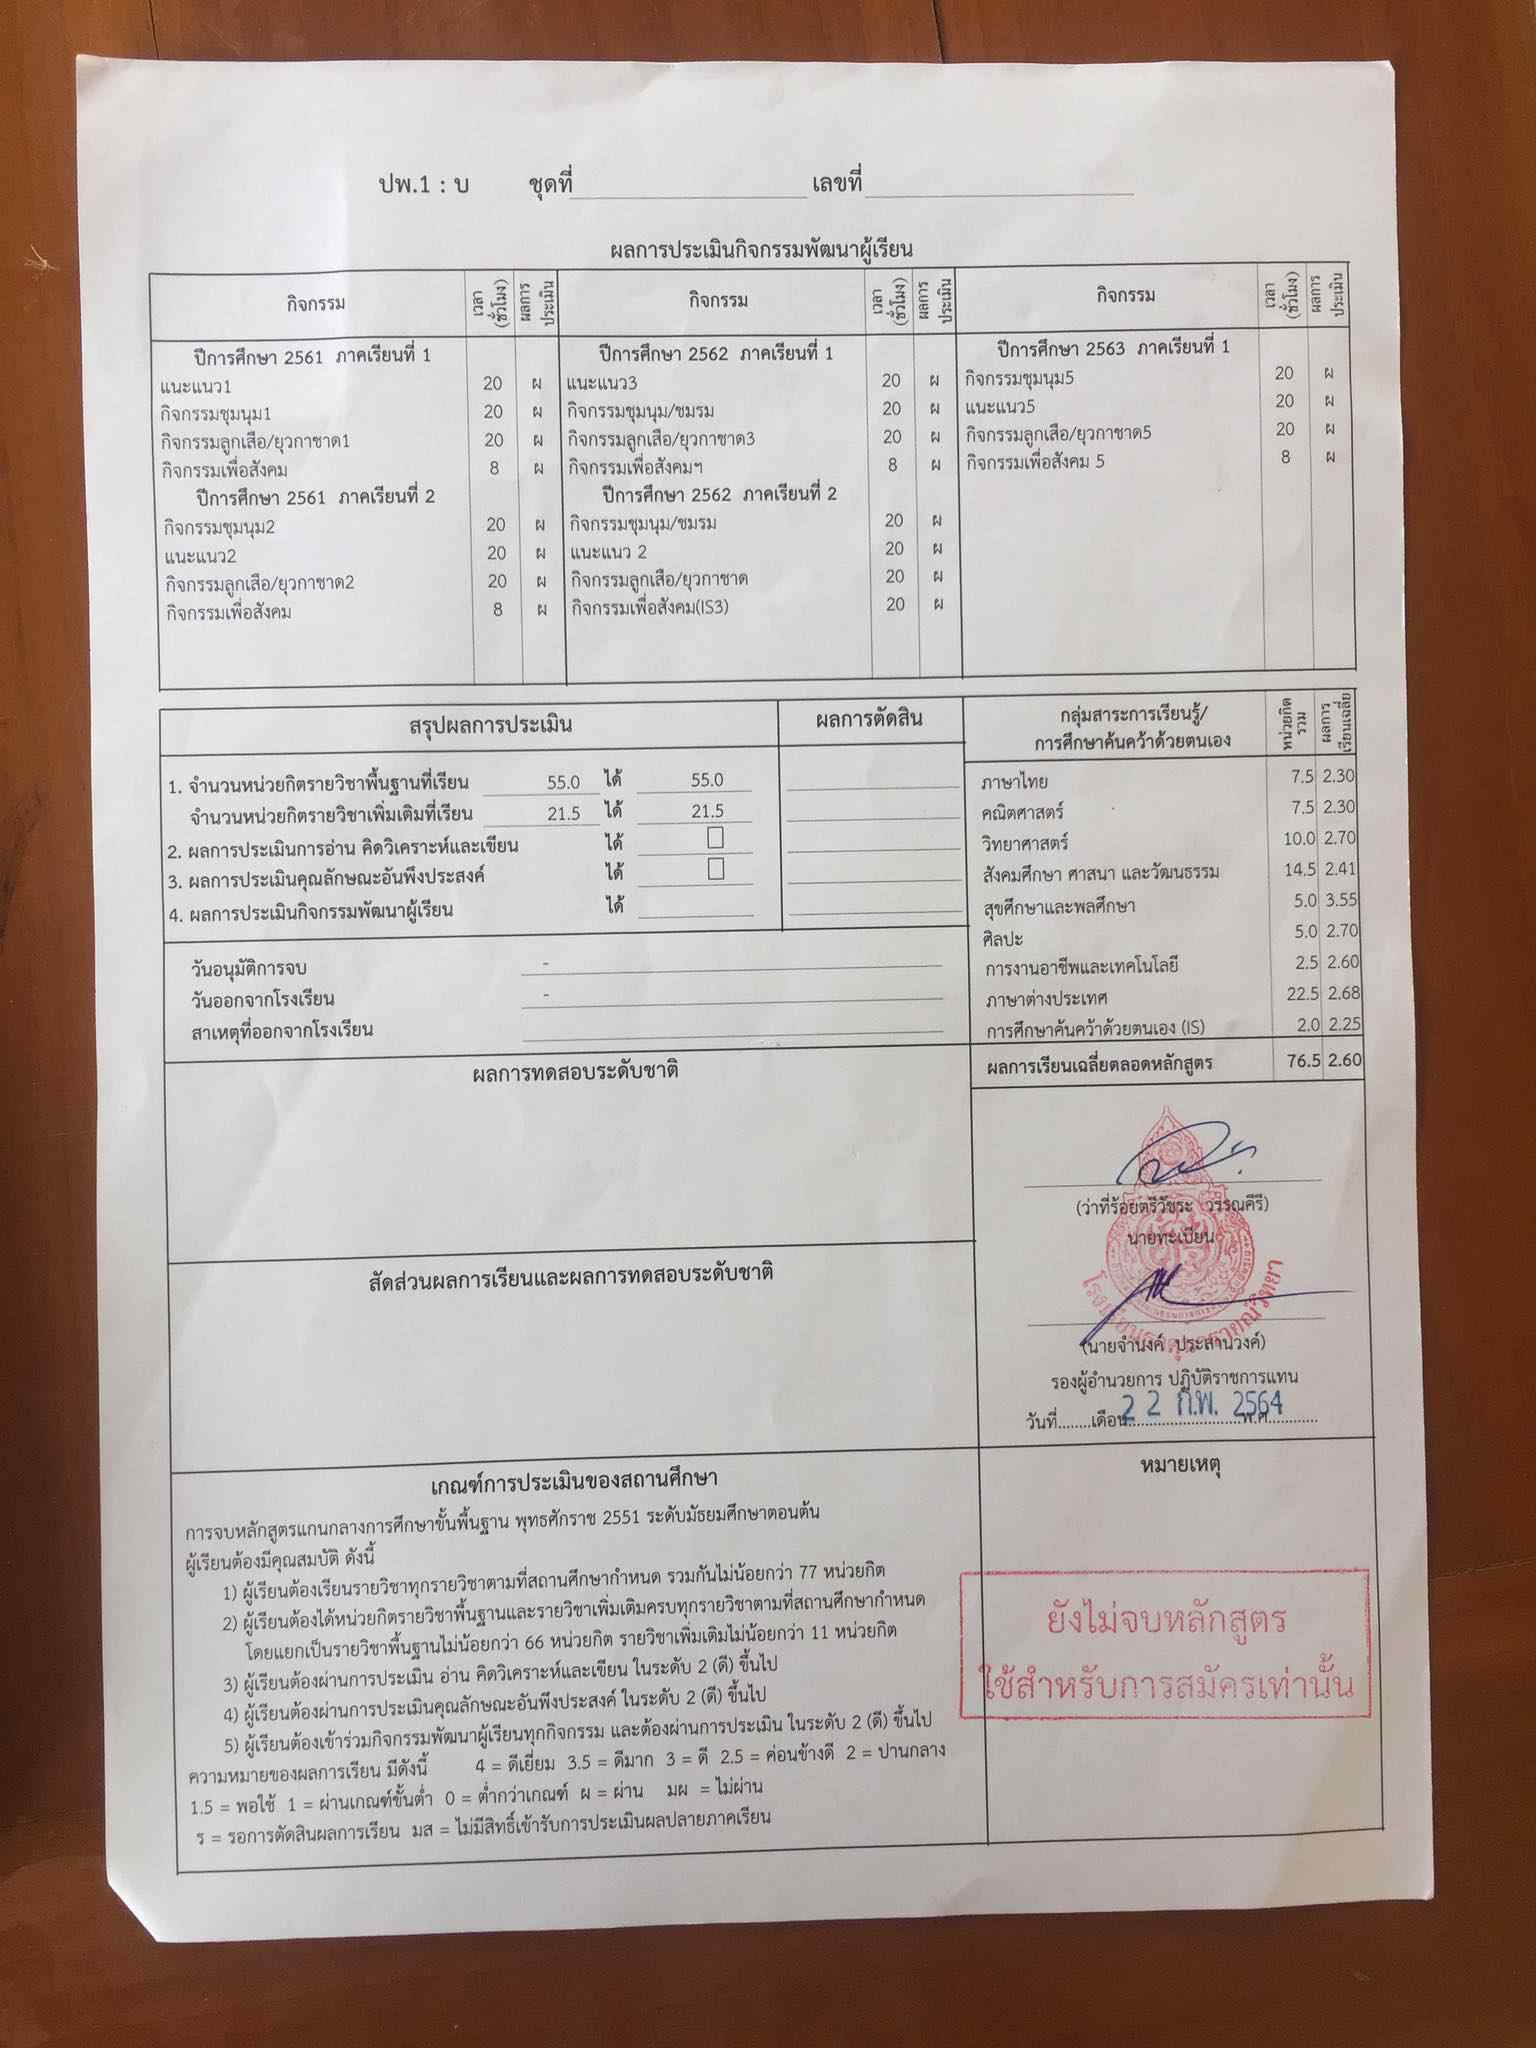 ปพ.1 : บ ชุดที่ เลขที่
ผลการประเมินกิจกรรมพัฒนาผู้เรียน
กิจกรรม เวลา (ชั่วโมง) ผลการประเมิน กิจกรรม เวลา (ชั่วโมง) ผลการประเมิน กิจกรรม เวลา (ชั่วโมง) ผลการประเมิน
ปีการศึกษา 2561 ภาคเรียนที่ 1
แนะแนว1 20 ผ
กิจกรรมชุมนุม1 20 ผ
กิจกรรมลูกเสือ/ยุวกาชาด1 20 ผ
กิจกรรมเพื่อสังคม 8 ผ
ปีการศึกษา 2561 ภาคเรียนที่ 2
กิจกรรมชุมนุม2 20 ผ
แนะแนว2 20 ผ
กิจกรรมลูกเสือ/ยุวกาชาด2 20 ผ
กิจกรรมเพื่อสังคม 8 ผ
ปีการศึกษา 2562 ภาคเรียนที่ 1
แนะแนว3 20 ผ
กิจกรรมชุมนุม/ชมรม 20 ผ
กิจกรรมลูกเสือ/ยุวกาชาด3 20 ผ
กิจกรรมเพื่อสังคมฯ 8 ผ
ปีการศึกษา 2562 ภาคเรียนที่ 2
กิจกรรมชุมนุม/ชมรม 20 ผ
แนะแนว 2 20 ผ
กิจกรรมลูกเสือ/ยุวกาชาด 20 ผ
กิจกรรมเพื่อสังคม(IS3) 20 ผ
ปีการศึกษา 2563 ภาคเรียนที่ 1
กิจกรรมชุมนุม5 20 ผ
แนะแนว5 20 ผ
กิจกรรมลูกเสือ/ยุวกาชาด5 20 ผ
กิจกรรมเพื่อสังคม 5 8 ผ
สรุปผลการประเมิน ผลการตัดสิน
1. จำนวนหน่วยกิตรายวิชาพื้นฐานที่เรียน 55.0 ได้ 55.0
จำนวนหน่วยกิตรายวิชาเพิ่มเติมที่เรียน 21.5 ได้ 21.5
2. ผลการประเมินการอ่าน คิดวิเคราะห์และเขียน ได้
3. ผลการประเมินคุณลักษณะอันพึงประสงค์ ได้
4. ผลการประเมินกิจกรรมพัฒนาผู้เรียน ได้
วันอนุมัติการจบ -
วันออกจากโรงเรียน -
สาเหตุที่ออกจากโรงเรียน
กลุ่มสาระการเรียนรู้/
การศึกษาค้นคว้าด้วยตนเอง หน่วยกิตรวม ผลการเรียนเฉลี่ย
ภาษาไทย 7.5 2.30
คณิตศาสตร์ 7.5 2.30
วิทยาศาสตร์ 10.0 2.70
สังคมศึกษา ศาสนา และวัฒนธรรม 14.5 2.41
สุขศึกษาและพลศึกษา 5.0 3.55
ศิลปะ 5.0 2.70
การงานอาชีพและเทคโนโลยี 2.5 2.60
ภาษาต่างประเทศ 22.5 2.68
การศึกษาค้นคว้าด้วยตนเอง (IS) 2.0 2.25
ผลการเรียนเฉลี่ยตลอดหลักสูตร 76.5 2.60
ผลการทดสอบระดับชาติ
สัดส่วนผลการเรียนและผลการทดสอบระดับชาติ
(ว่าที่ร้อยตรีวัชระ วรรณคีรี)
นายทะเบียน
(นายจำนงค์ ประสานวงค์)
รองผู้อำนวยการ ปฏิบัติราชการแทน
วันที่........เดือน..............................พ.ศ.............
22 ก.พ. 2564
เกณฑ์การประเมินของสถานศึกษา
การจบหลักสูตรแกนกลางการศึกษาขั้นพื้นฐาน พุทธศักราช 2551 ระดับมัธยมศึกษาตอนต้น
ผู้เรียนต้องมีคุณสมบัติ ดังนี้
1) ผู้เรียนต้องเรียนรายวิชาทุกรายวิชาตามที่สถานศึกษากำหนด รวมกันไม่น้อยกว่า 77 หน่วยกิต
2) ผู้เรียนต้องได้หน่วยกิตรายวิชาพื้นฐานและรายวิชาเพิ่มเติมครบทุกรายวิชาตามที่สถานศึกษากำหนด
โดยแยกเป็นรายวิชาพื้นฐานไม่น้อยกว่า 66 หน่วยกิต รายวิชาเพิ่มเติมไม่น้อยกว่า 11 หน่วยกิต
3) ผู้เรียนต้องผ่านการประเมิน อ่าน คิดวิเคราะห์และเขียน ในระดับ 2 (ดี) ขึ้นไป
4) ผู้เรียนต้องผ่านการประเมินคุณลักษณะอันพึงประสงค์ ในระดับ 2 (ดี) ขึ้นไป
5) ผู้เรียนต้องเข้าร่วมกิจกรรมพัฒนาผู้เรียนทุกกิจกรรม และต้องผ่านการประเมิน ในระดับ 2 (ดี) ขึ้นไป
ความหมายของผลการเรียน มีดังนี้ 4 = ดีเยี่ยม 3.5 = ดีมาก 3 = ดี 2.5 = ค่อนข้างดี 2 = ปานกลาง
1.5 = พอใช้ 1 = ผ่านเกณฑ์ขั้นต่ำ 0 = ต่ำกว่าเกณฑ์ ผ = ผ่าน มผ = ไม่ผ่าน
ร = รอการตัดสินผลการเรียน มส = ไม่มีสิทธิ์เข้ารับการประเมินผลปลายภาคเรียน
หมายเหตุ
ยังไม่จบหลักสูตร
ใช้สำหรับการสมัครเท่านั้น